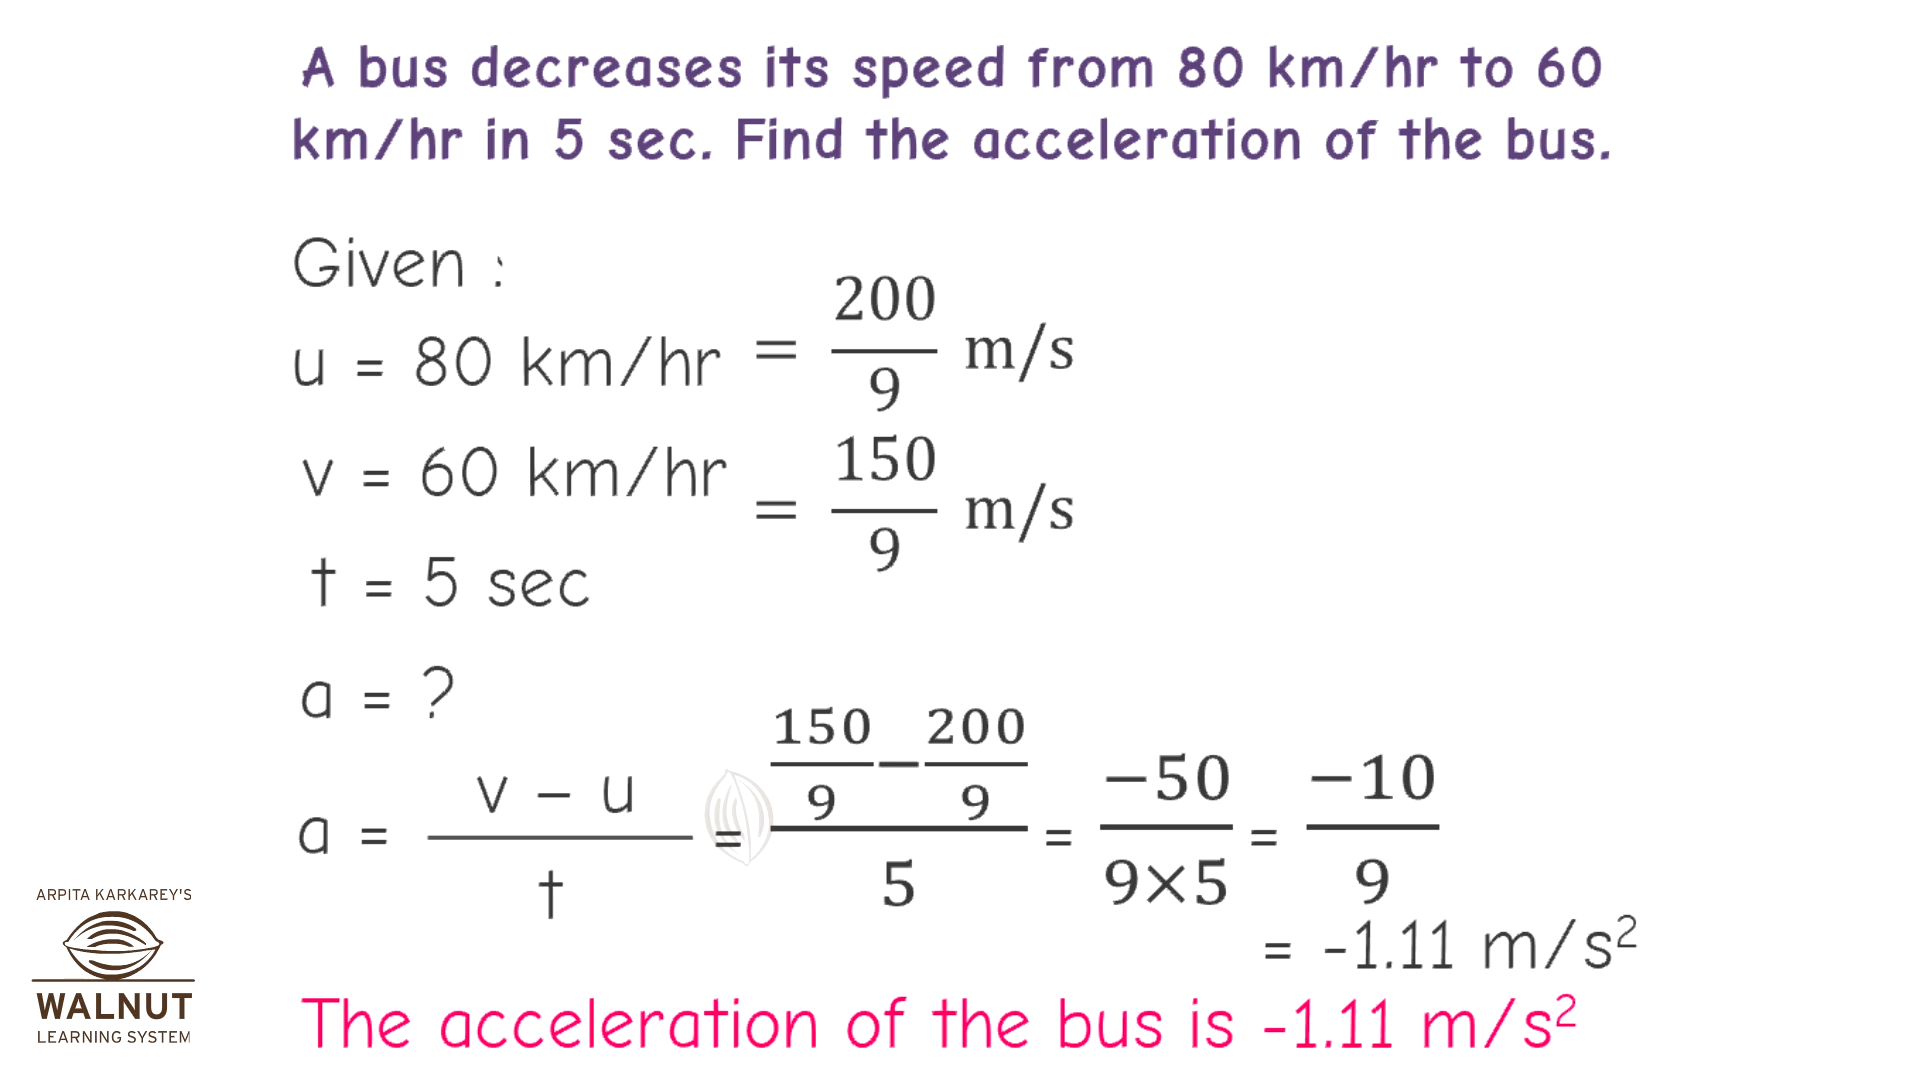 A bus decreases its speed from 80 km/hr to 60
km/hr in 5 sec. Find the acceleration of the bus.
Given :
u = 80 km/hr = 200/9 m/s
v = 60 km/hr = 150/9 m/s
t = 5 sec
a = ?
a = v – u / t = 150/9 − 200/9 / 5 = −50 / 9×5 = −10 / 9
= -1.11 m/s²
The acceleration of the bus is -1.11 m/s²
ARPITA KARKAREY'S
WALNUT
LEARNING SYSTEM